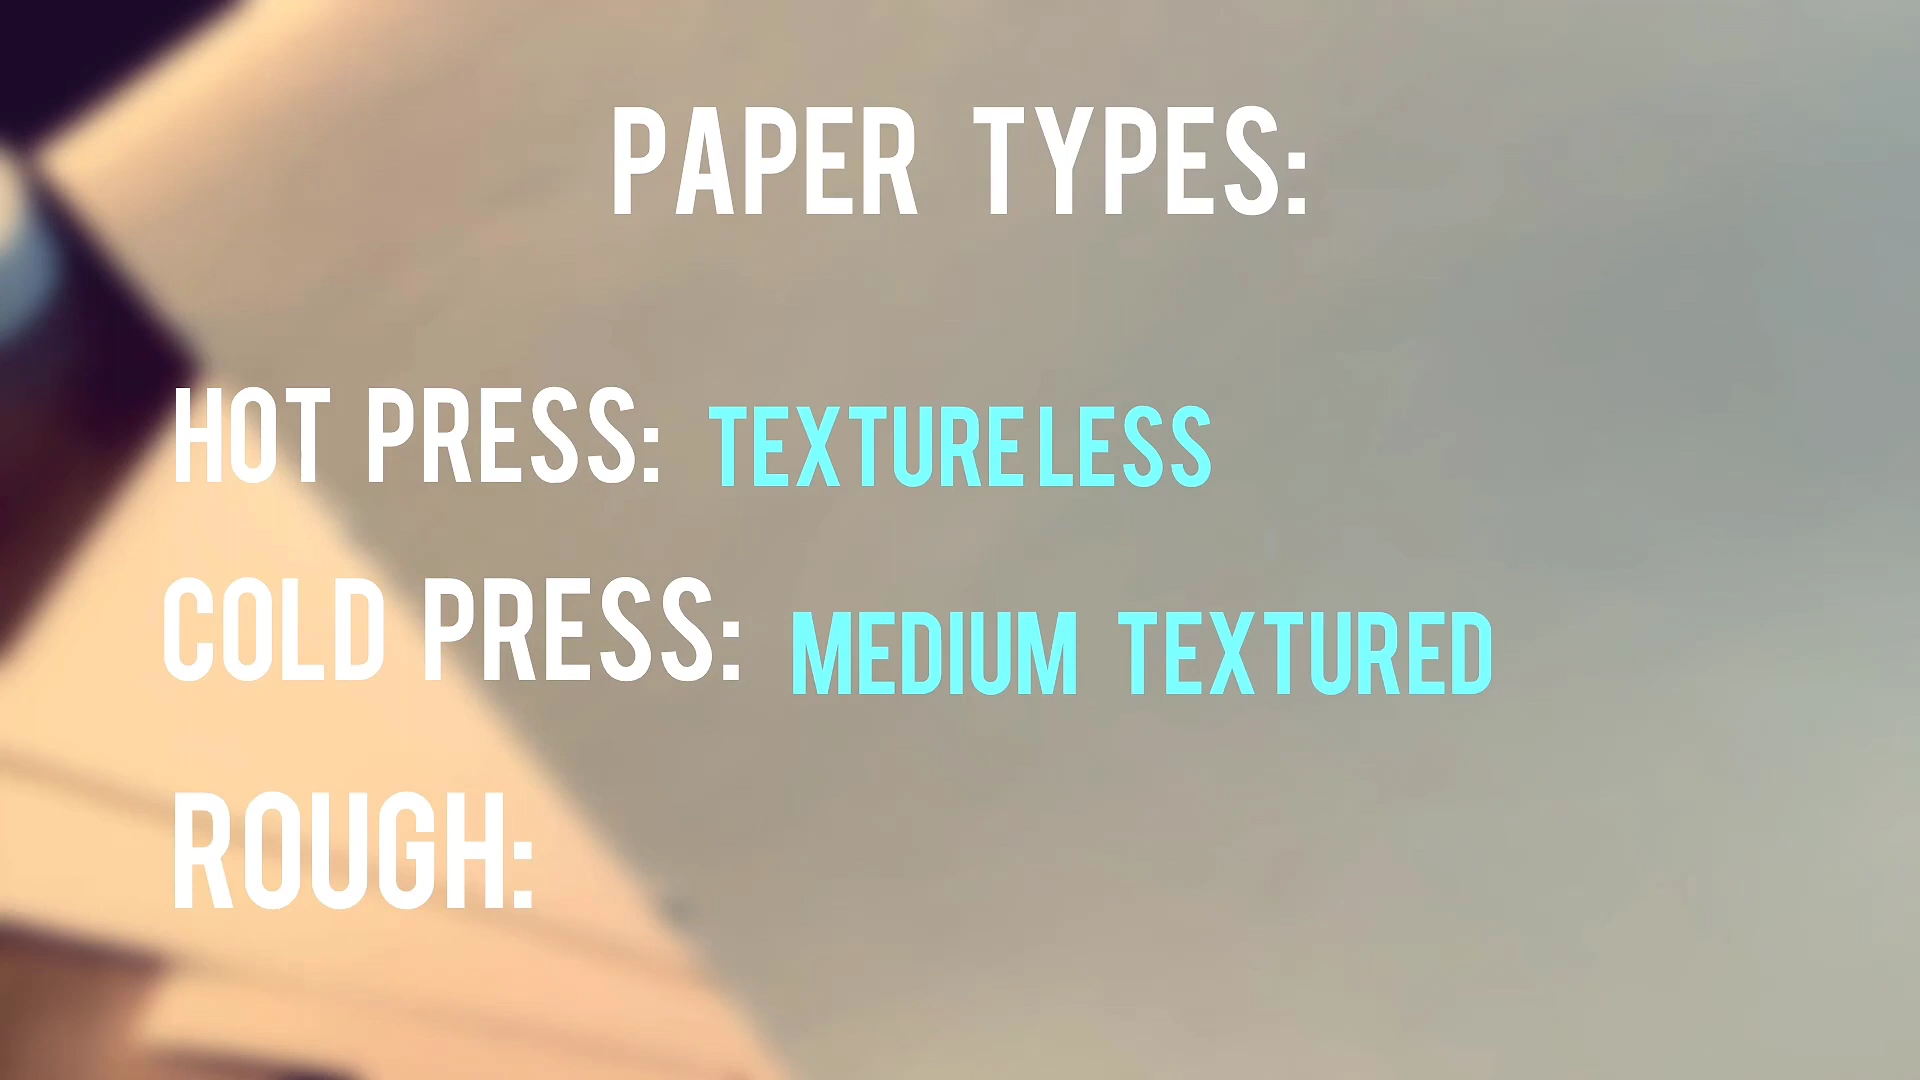 PAPER TYPES:
HOT PRESS: TEXTURELESS
COLD PRESS: MEDIUM TEXTURED
ROUGH: